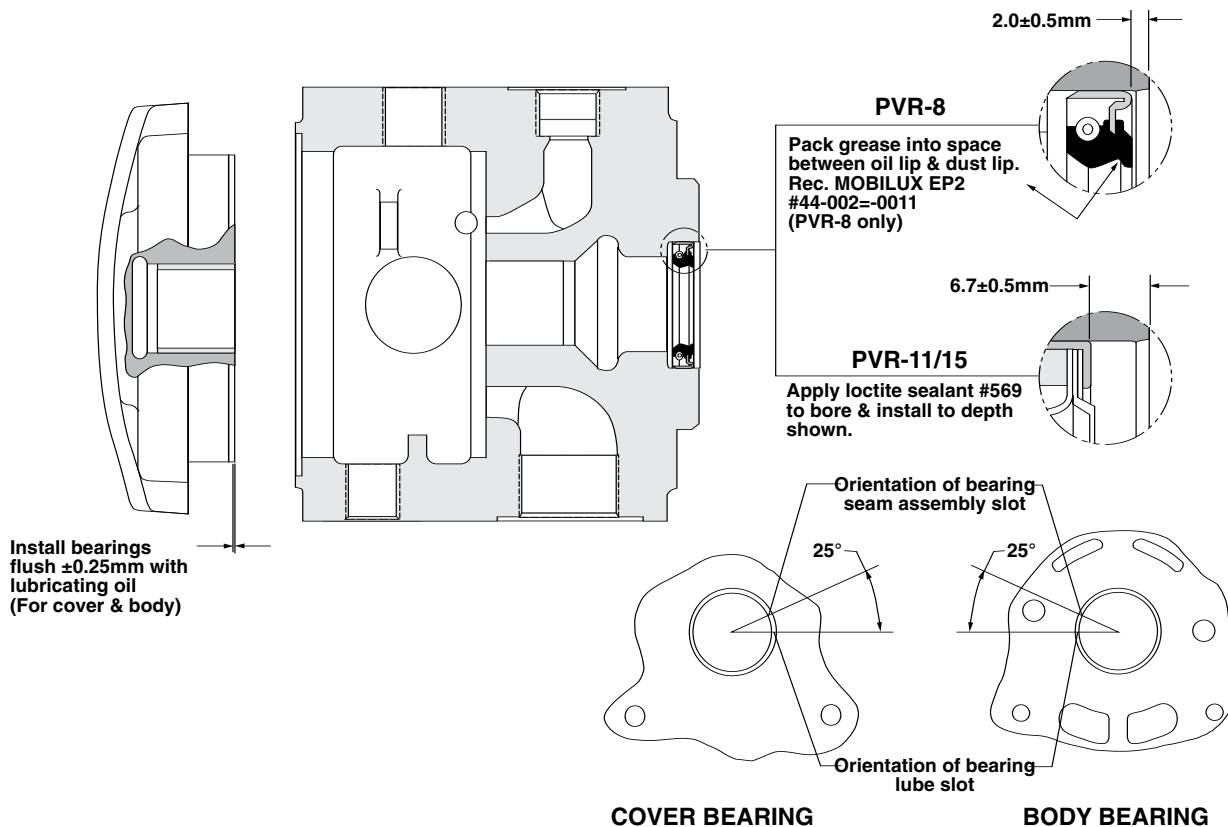 2.0±0.5mm
PVR-8
Pack grease into space
between oil lip & dust lip.
Rec. MOBILUX EP2
#44-002=-0011
(PVR-8 only)
6.7±0.5mm
PVR-11/15
Apply loctite sealant #569
to bore & install to depth
shown.
Install bearings
flush ±0.25mm with
lubricating oil
(For cover & body)
Orientation of bearing
seam assembly slot
25°
25°
Orientation of bearing
lube slot
COVER BEARING
BODY BEARING